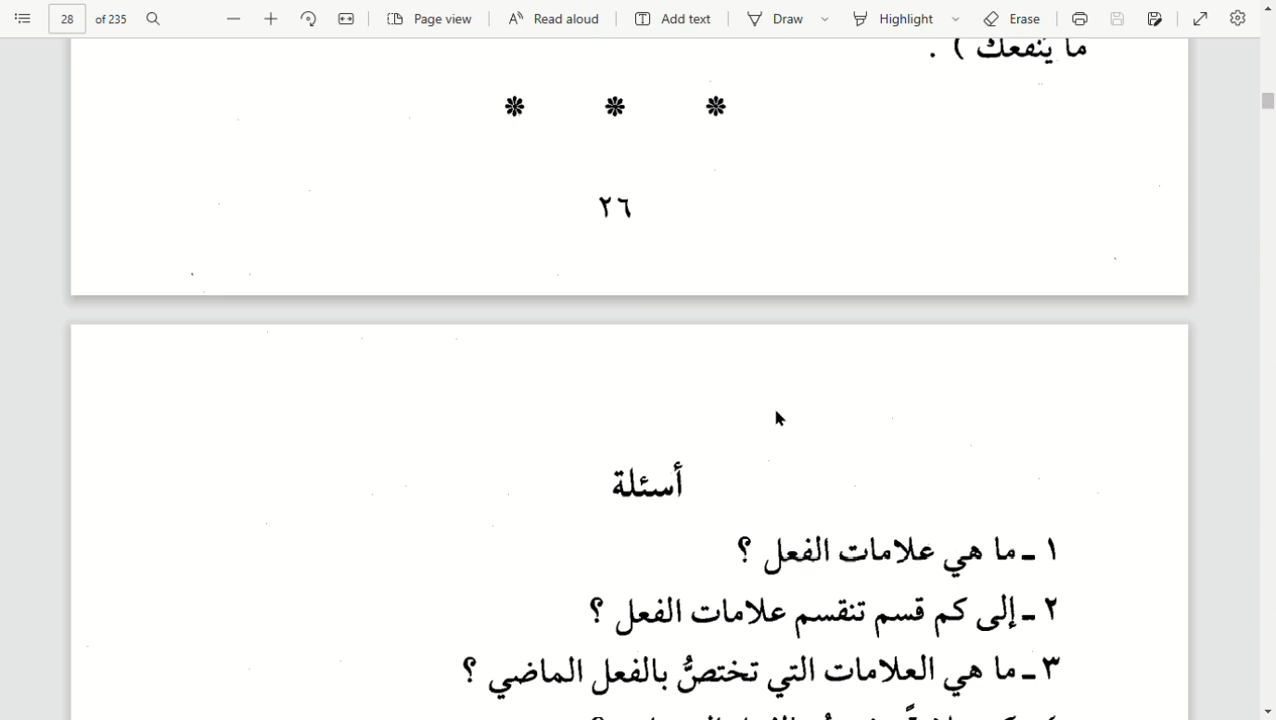 28 of 235 Page view Read aloud Add text Draw Highlight Erase
ما ينفعك ) .
٢٦
أسئلة
١ ـ ما هي علامات الفعل ؟
٢ ـ إلى كم قسم تنقسم علامات الفعل ؟
٣ ـ ما هي العلامات التي تختصُّ بالفعل الماضي ؟